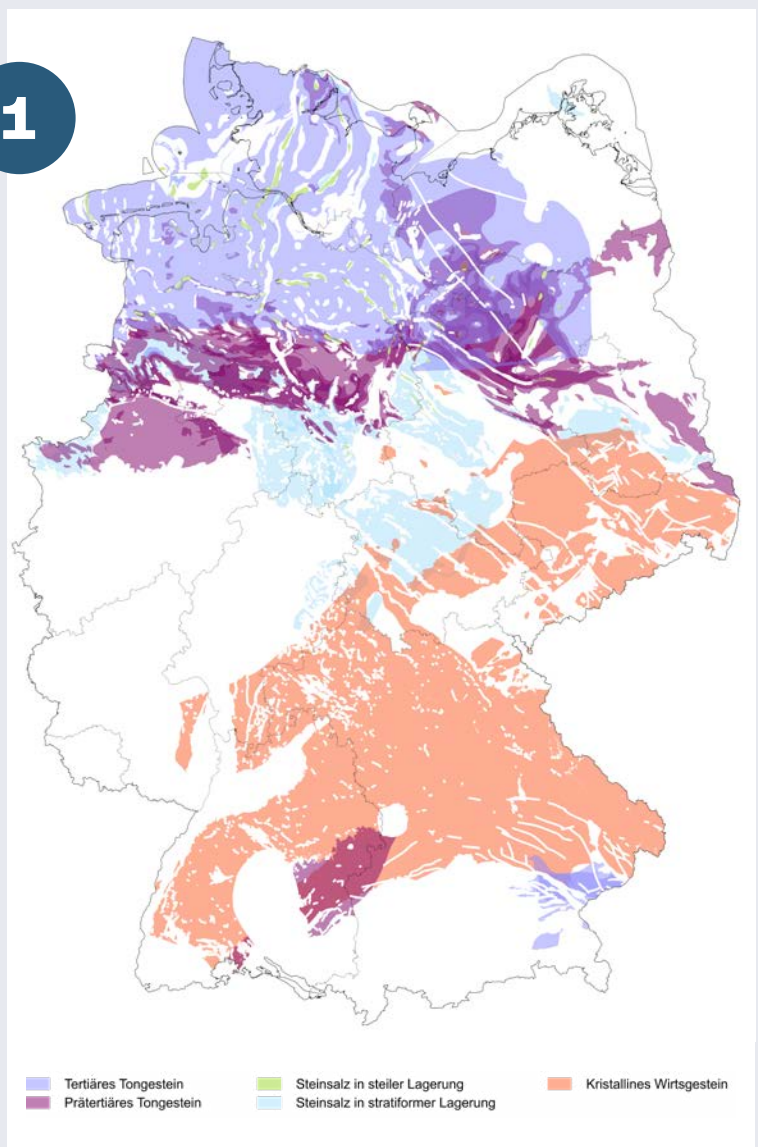 1
Tertiäres Tongestein
Prätertiäres Tongestein
Steinsalz in steiler Lagerung
Steinsalz in stratiformer Lagerung
Kristallines Wirtsgestein